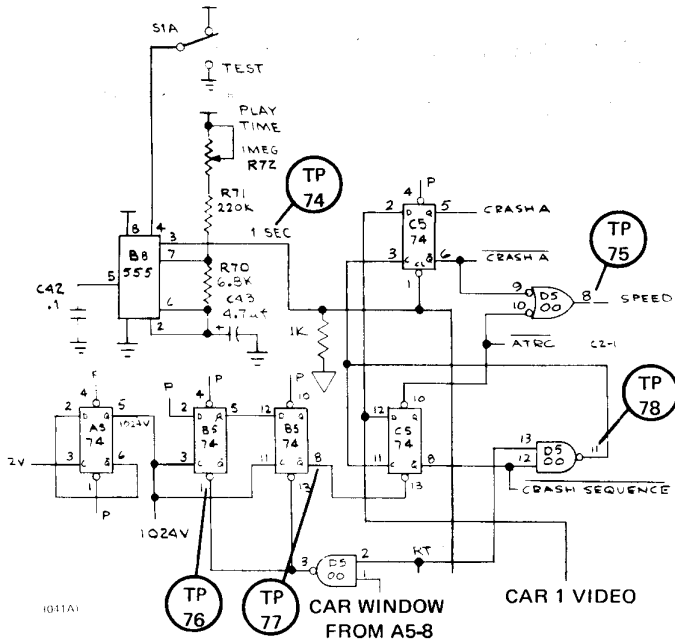 S1A
TEST
PLAY
TIME
1MEG
R72
TP
74
R71
220K
1 SEC
8
4
3
7
B8
555
5
6
2
C42
.1
R70
6.8K
C43
4.7uf
+
1K
4
P
2
D
Q
5
C5
74
3
C
Q
6
1
CRASH A
CRASH A
TP
75
9
10
D5
00
8
SPEED
ATRC
C2-1
TP
78
P
4
2
D
Q
5
A3
74
1024V
2V
3
C
6
1
P
P
P
4
2
D
Q
5
B5
74
3
C
1
1024V
P
10
12
D
Q
B5
74
11
C
8
13
10
12
D
Q
C5
74
11
C
8
13
13
12
D5
00
11
CRASH SEQUENCE
3
D5
00
2
1
KT
TP
76
TP
77
CAR WINDOW
FROM A5-8
CAR 1 VIDEO
(041A)